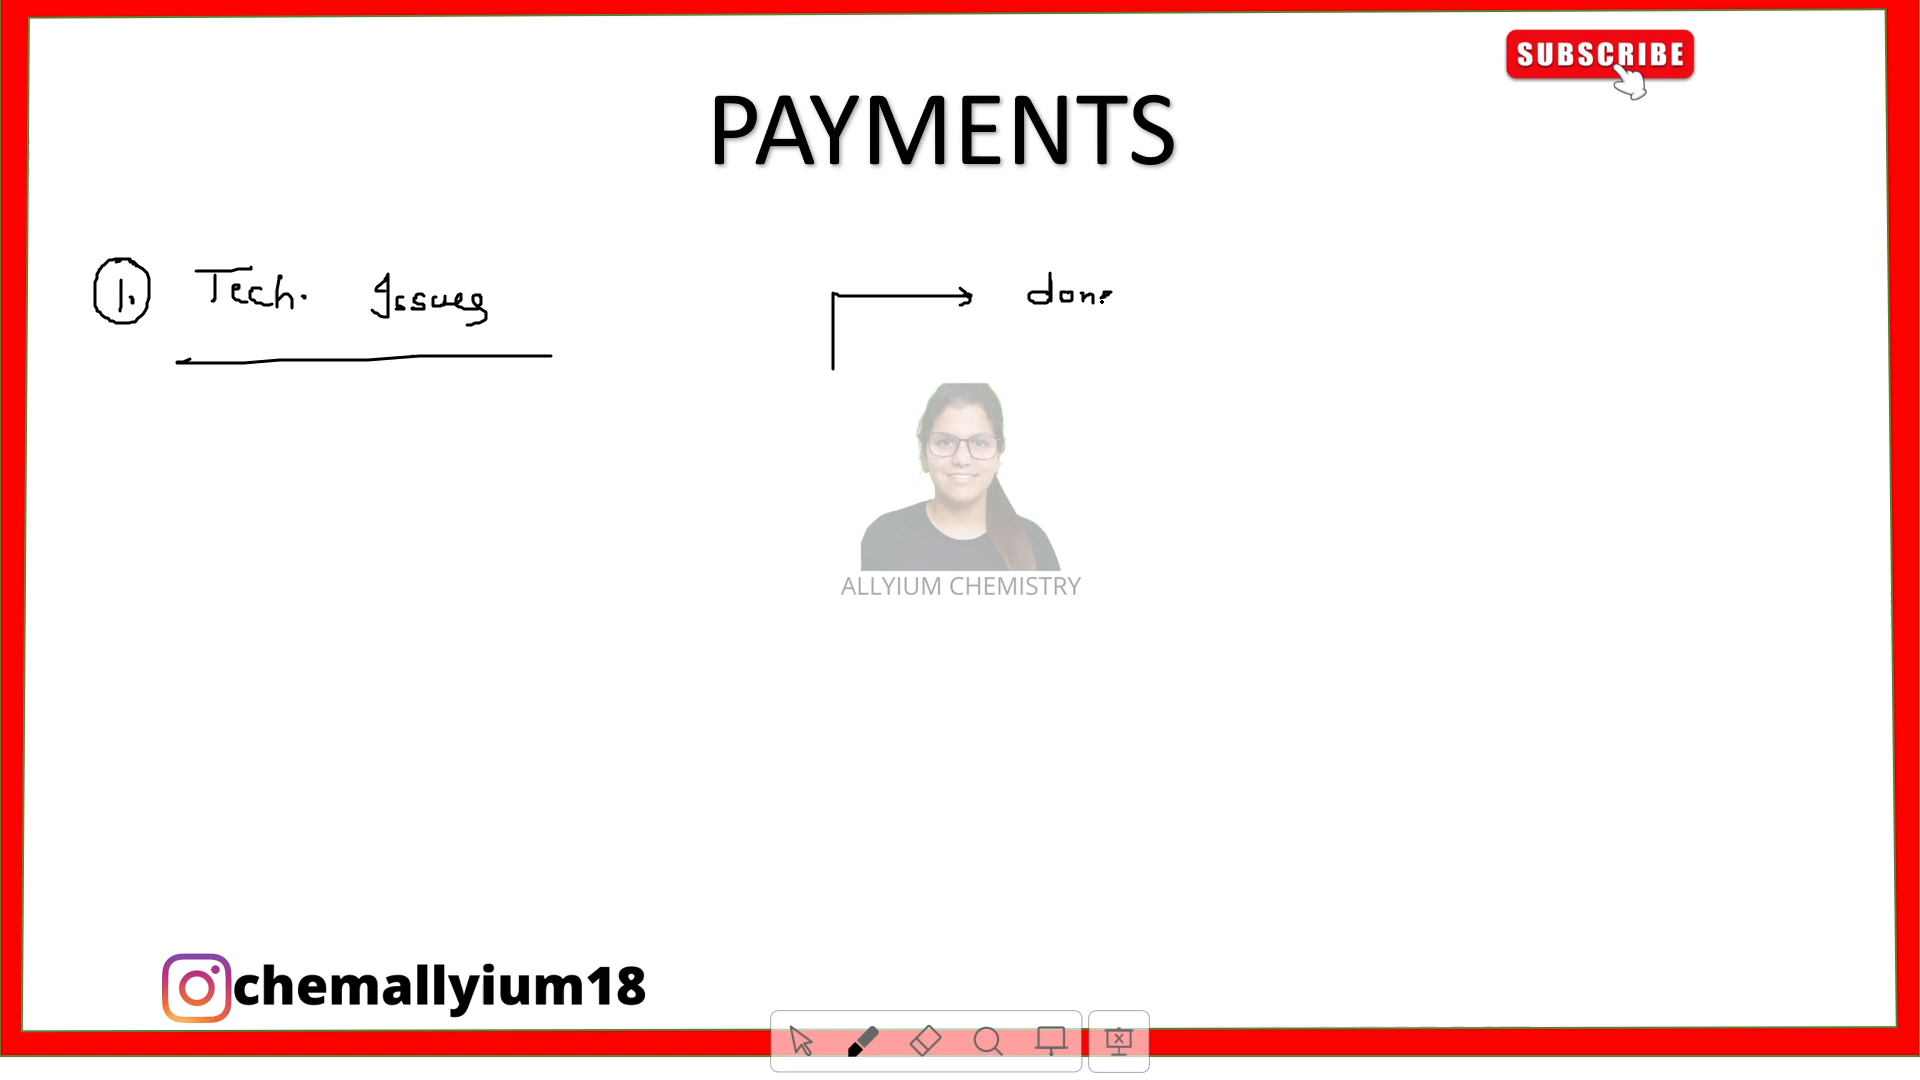 SUBSCRIBE
PAYMENTS
1. Tech. Issues
done
ALLYIUM CHEMISTRY
chemallyium18